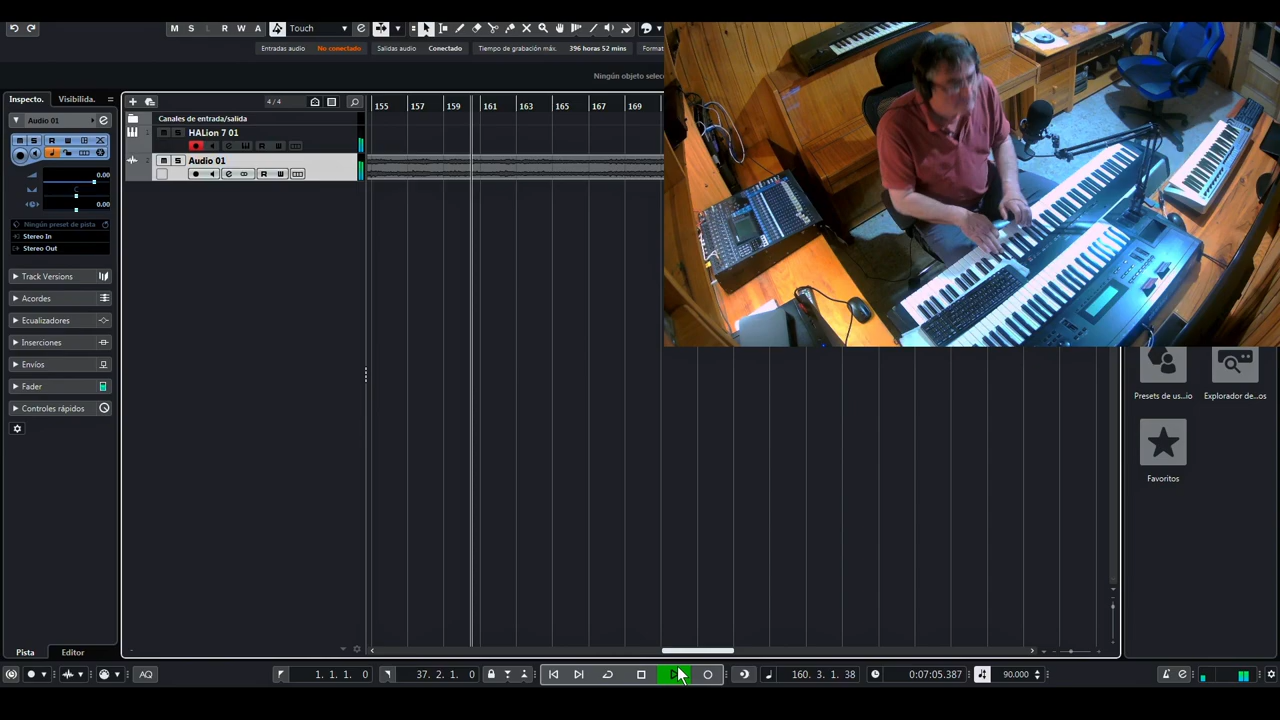 M S L R W A Touch
Entradas audio No conectado Salidas audio Conectado Tiempo de grabación máx. 396 horas 52 mins Format
Ningún objeto selec
Inspecto. Visibilida.
4 / 4
155 157 159 161 163 165 167 169
Audio 01
Canales de entrada/salida
1 M S HALion 7 01
R W
2 M S Audio 01
R W
M S R W
0.00
C
0.00
Ningún preset de pista
Stereo In
Stereo Out
Track Versions
Acordes
Ecualizadores
Inserciones
Envíos
Fader
Controles rápidos
Presets de us...io Explorador de...os
Favoritos
Pista Editor
AQ 1. 1. 1. 0 37. 2. 1. 0 160. 3. 1. 38 0:07:05.387 90.000